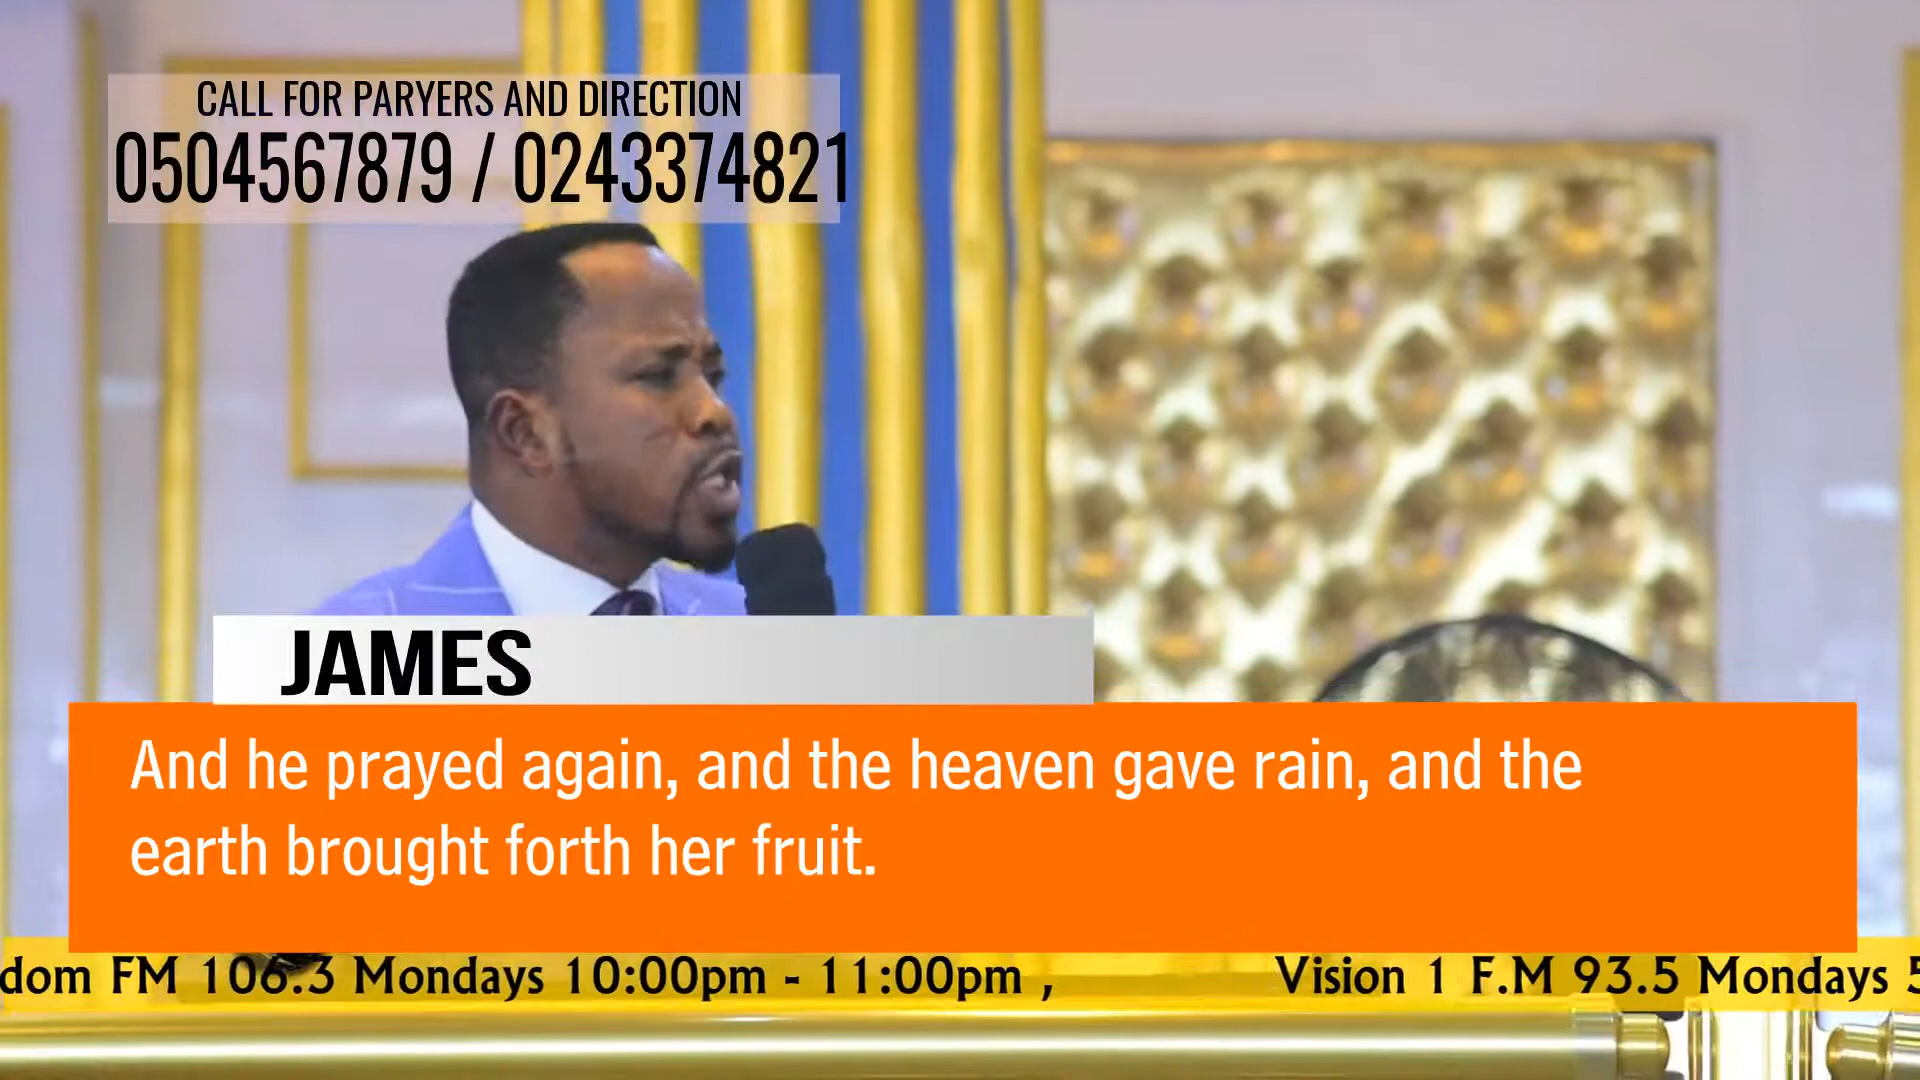 CALL FOR PARYERS AND DIRECTION
0504567879 / 0243374821
JAMES
And he prayed again, and the heaven gave rain, and the
earth brought forth her fruit.
dom FM 106.3 Mondays 10:00pm - 11:00pm , Vision 1 F.M 93.5 Mondays 5